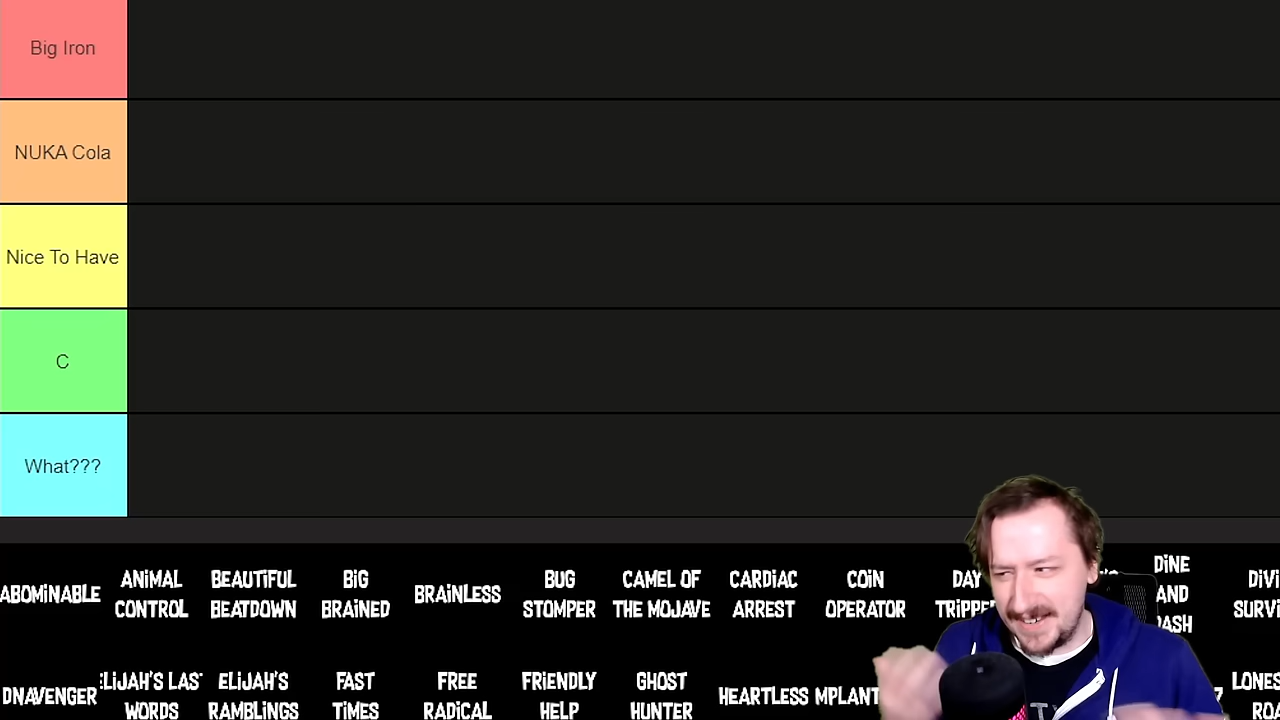 Big Iron
NUKA Cola
Nice To Have
C
What???
ABOMINABLE
ANIMAL
CONTROL
BEAUTIFUL
BEATDOWN
BIG
BRAINED
BRAINLESS
BUG
STOMPER
CAMEL OF
THE MOJAVE
CARDIAC
ARREST
COIN
OPERATOR
DAY
DINE
AND
DNAVENGER
ELIJAH'S LAST
WORDS
ELIJAH'S
RAMBLINGS
FAST
TIMES
FREE
RADICAL
FRIENDLY
HELP
GHOST
HUNTER
HEARTLESS